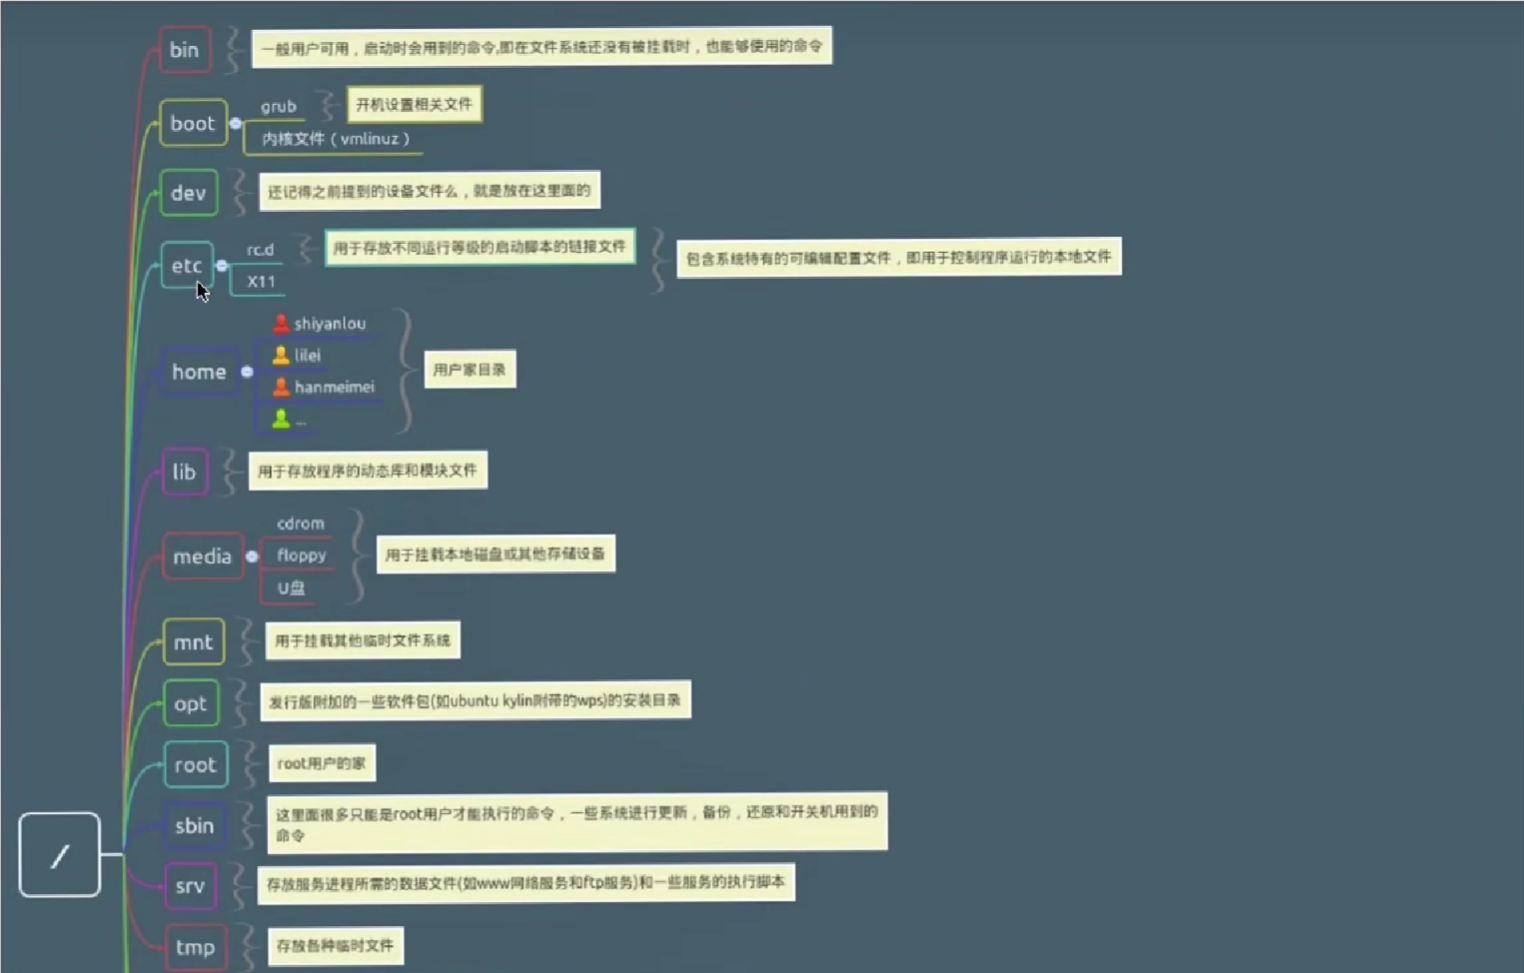 bin
一般用户可用，启动时会用到的命令,即在文件系统还没有被挂载时，也能够使用的命令
boot
grub
开机设置相关文件
内核文件（vmlinuz）
dev
还记得之前提到的设备文件么，就是放在这里面的
etc
rc.d
用于存放不同运行等级的启动脚本的链接文件
包含系统特有的可编辑配置文件，即用于控制程序运行的本地文件
X11
home
shiyanlou
lilei
hanmeimei
...
用户家目录
lib
用于存放程序的动态库和模块文件
media
cdrom
floppy
U盘
用于挂载本地磁盘或其他存储设备
mnt
用于挂载其他临时文件系统
opt
发行版附加的一些软件包(如ubuntu kylin附带的wps)的安装目录
root
root用户的家
sbin
这里面很多只能是root用户才能执行的命令，一些系统进行更新，备份，还原和开关机用到的
命令
/
srv
存放服务进程所需的数据文件(如www网络服务和ftp服务)和一些服务的执行脚本
tmp
存放各种临时文件